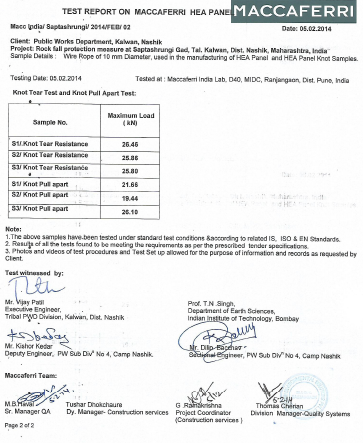 TEST REPORT ON MACCAFERRI HEA PANEL
MACCAFERRI
Macc India/ Saptashrungi/ 2014/FEB/ 02
Date: 05.02.2014
Client: Public Works Department, Kalwan, Nashik
Project: Rock fall protection measure at Saptashrungi Gad, Tal. Kalwan, Dist. Nashik, Maharashtra, India
Sample Details : Wire Rope of 10 mm Diameter, used in the manufacturing of HEA Panel and HEA Panel Knot Samples.
Testing Date: 05.02.2014
Tested at : Maccaferri India Lab, D40, MIDC, Ranjangaon, Dist. Pune, India
Knot Tear Test and Knot Pull Apart Test:
Sample No. Maximum Load ( kN)
S1/ Knot Tear Resistance 26.46
S2/ Knot Tear Resistance 25.86
S3/ Knot Tear Resistance 25.80
S1/ Knot Pull apart 21.66
S2/ Knot Pull apart 19.44
S3/ Knot Pull apart 26.10
Note:
1.The above samples have been tested under standard test conditions &according to related IS, ISO & EN Standards.
2. Results of all the tests found to be meeting the requirements as per the prescribed tender specifications.
3. Photos and videos of test procedures and Test Set up allowed for the purpose of information and records as requested by
Client.
Test witnessed by:
Mr. Vijay Patil
Executive Engineer,
Tribal PWD Division, Kalwan, Dist. Nashik
Prof. T.N .Singh,
Department of Earth Sciences,
Indian Institute of Technology, Bombay
Mr. Kishor Kedar
Deputy Engineer, PW Sub Divn No 4, Camp Nashik.
Mr. Dilip
Sectional Engineer, PW Sub Divn No 4, Camp Nashik
Maccaferri Team:
5-2-14
5-2-14
M.B.Hawal
Sr. Manager QA
Tushar Dhokchaure
Dy. Manager- Construction services
G .Ramakrishna
Project Coordinator
(Construction services )
Thomas Cherian
Division Manager-Quality Systems
Page 2 of 2